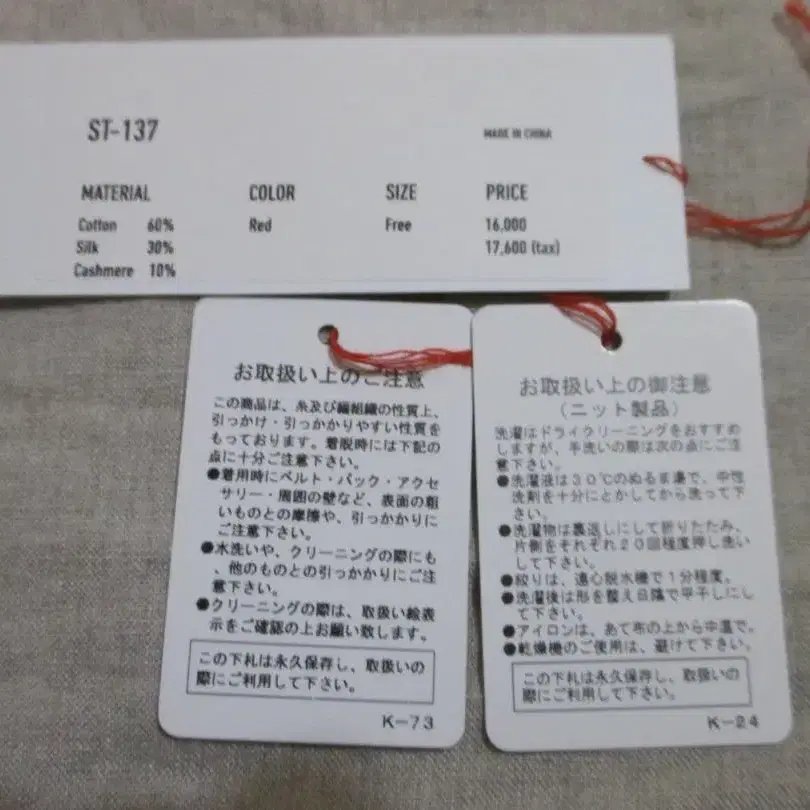 ST-137
MADE IN CHINA
MATERIAL COLOR SIZE PRICE
Cotton 60% Red Free 16,000
Silk 30% 17,600 (tax)
Cashmere 10%
お取扱い上のご注意
この商品は、糸及び編組織の性質上、
引っかけ・引っかかりやすい性質を
もっております。着脱時には下記の
点に十分ご注意下さい。
●着用時にベルト・バック・アクセ
サリー・周囲の壁など、表面の粗
いものとの摩擦や、引っかかりに
ご注意下さい。
●水洗いや、クリーニングの際にも
、他のものとの引っかかりにご注
意下さい。
●クリーニングの際は、取扱い絵表
示をご確認の上お願い致します。
この下札は永久保存し、取扱いの
際にご利用して下さい。
K-73
お取扱い上の御注意
(ニット製品)
洗濯はドライクリーニングをおすすめ
しますが、手洗いの際は次の点にご注
意下さい。
●洗濯液は30℃のぬるま湯で、中性
洗剤を十分にとかしてから洗って下
さい。
●洗濯物は裏返しにして折りたたみ、
片側をそれぞれ20回程度押し洗い
して下さい。
●絞りは、遠心脱水機で1分程度。
●洗濯後は形を整え日陰で平干しにし
て下さい。
●アイロンは、あて布の上から中温で。
●乾燥機のご使用は、避けて下さい。
この下札は永久保存し、取扱いの
際にご利用して下さい。
K-24